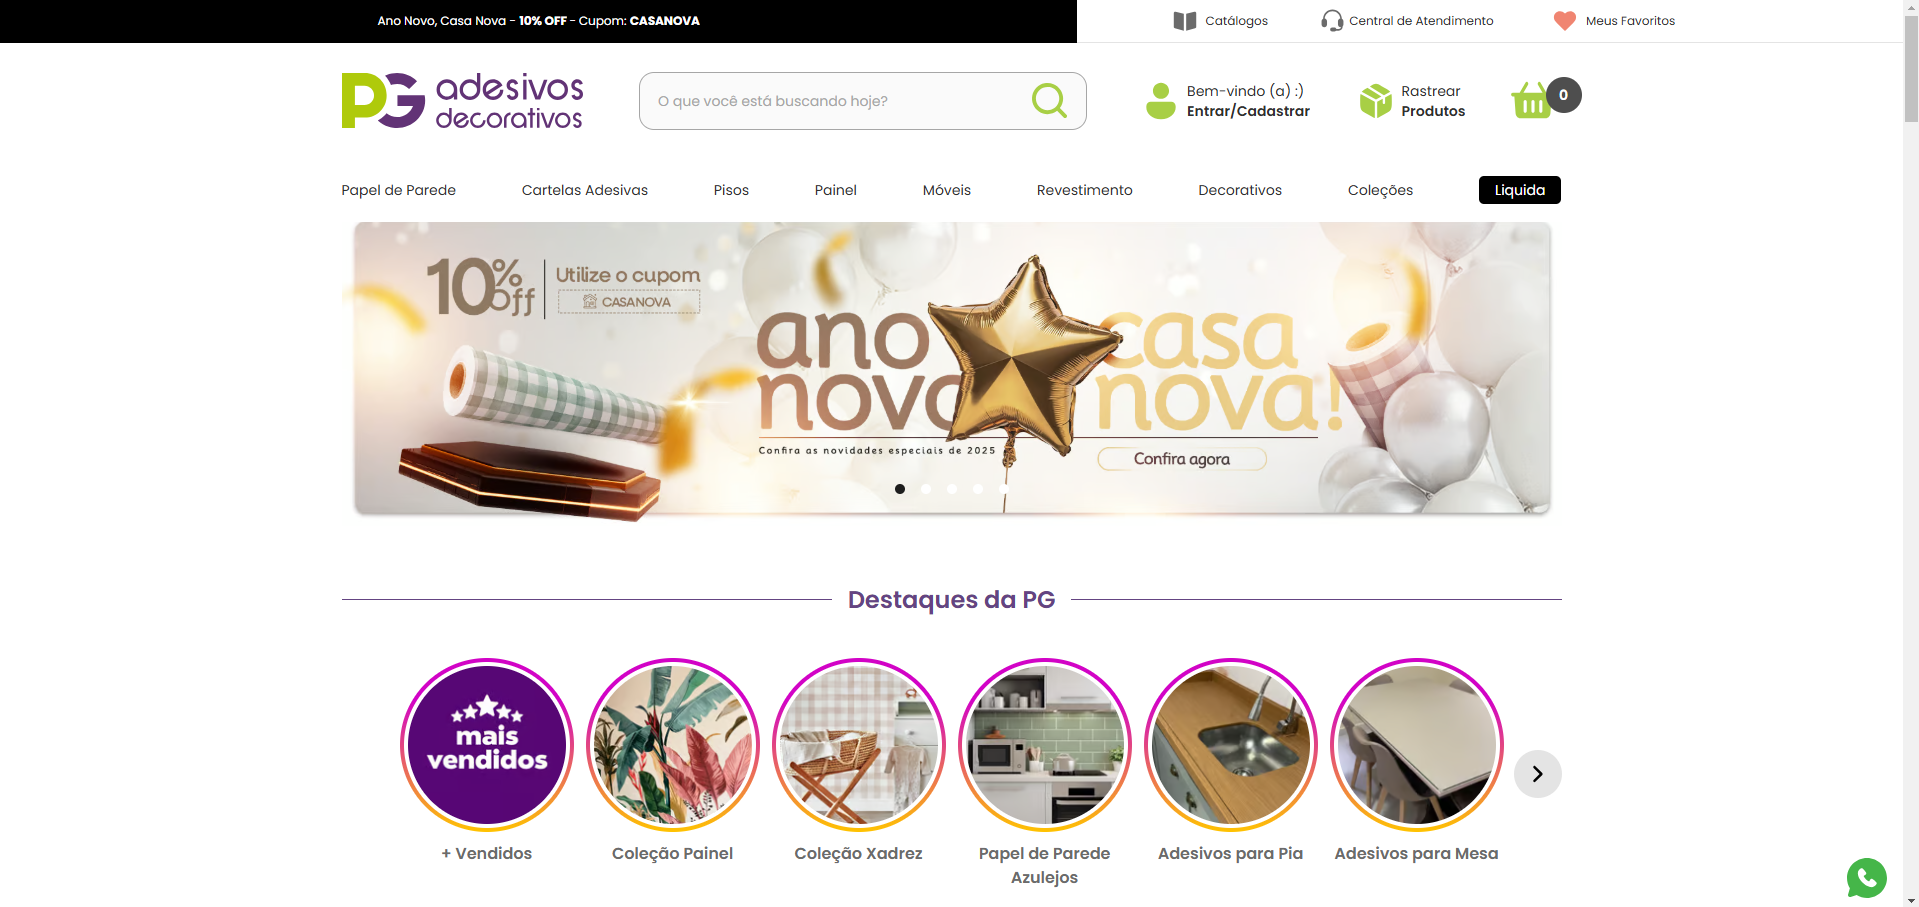 Ano Novo, Casa Nova - 10% OFF - Cupom: CASANOVA
Catálogos
Central de Atendimento
Meus Favoritos
PG adesivos
decorativos
O que você está buscando hoje?
Bem-vindo (a) :)
Entrar/Cadastrar
Rastrear
Produtos
0
Papel de Parede
Cartelas Adesivas
Pisos
Painel
Móveis
Revestimento
Decorativos
Coleções
Liquida
10% off
Utilize o cupom
CASANOVA
ano
nova
casa
nova!
Confira as novidades especiais de 2025
Confira agora
Destaques da PG
mais
vendidos
+ Vendidos
Coleção Painel
Coleção Xadrez
Papel de Parede
Azulejos
Adesivos para Pia
Adesivos para Mesa